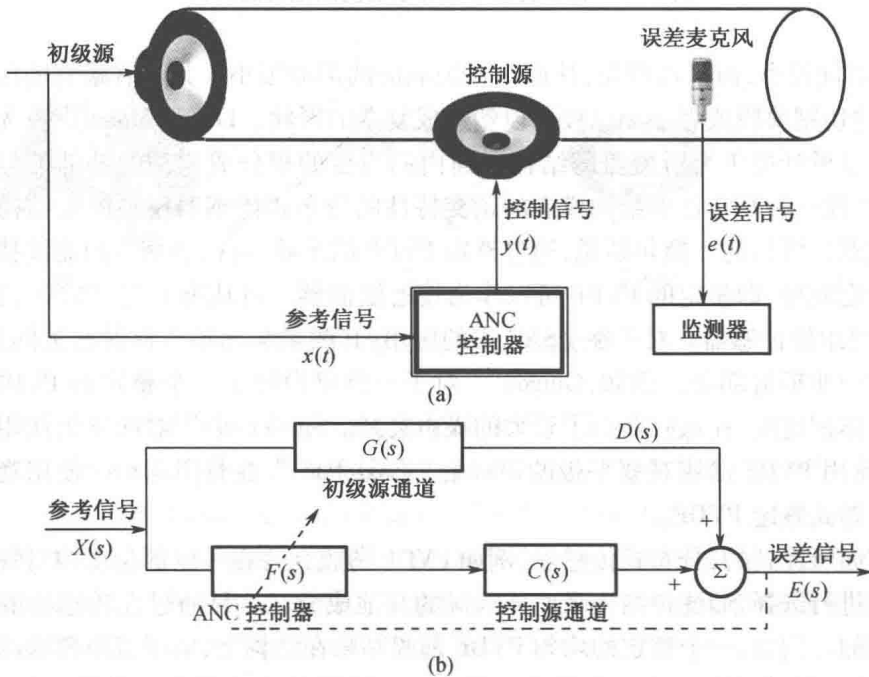 初级源
误差麦克风
控制源
控制信号
y(t)
误差信号
e(t)
参考信号
x(t)
ANC
控制器
监测器
(a)
G(s)
D(s)
初级源通道
参考信号
X(s)
F(s)
ANC 控制器
C(s)
控制源通道
+
+
Σ
误差信号
E(s)
(b)